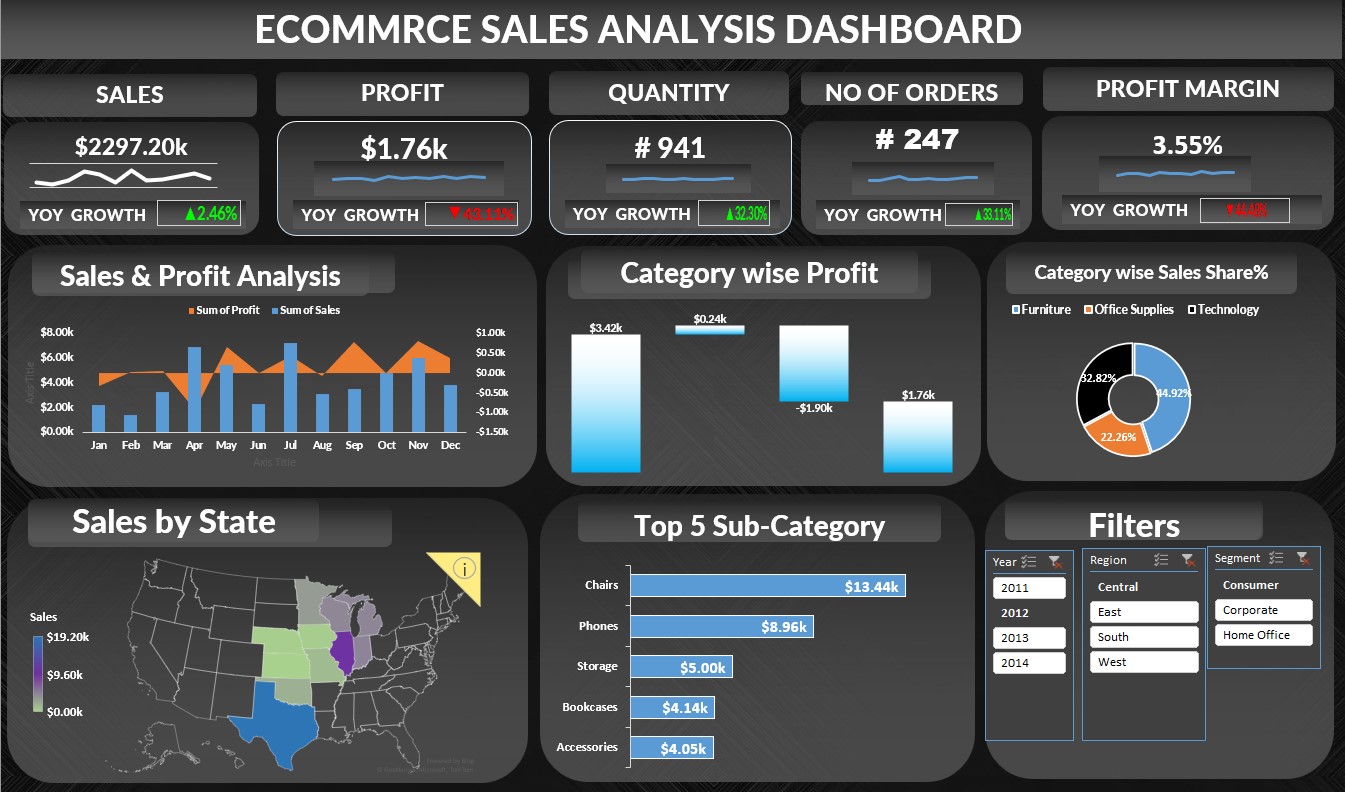 ECOMMRCE SALES ANALYSIS DASHBOARD
SALES
PROFIT
QUANTITY
NO OF ORDERS
PROFIT MARGIN
$2297.20k
$1.76k
# 941
# 247
3.55%
YOY GROWTH ▲2.46%
YOY GROWTH ▼43.11%
YOY GROWTH ▲32.30%
YOY GROWTH ▲33.11%
YOY GROWTH
Sales & Profit Analysis
Sum of Profit Sum of Sales
$8.00k
$6.00k
$4.00k
$2.00k
$0.00k
Axis Title
$1.00k
$0.50k
$0.00k
-$0.50k
-$1.00k
-$1.50k
Jan Feb Mar Apr May Jun Jul Aug Sep Oct Nov Dec
Axis Title
Category wise Profit
$3.42k
$0.24k
-$1.90k
$1.76k
Category wise Sales Share%
Furniture Office Supplies Technology
32.82%
44.92%
22.26%
Sales by State
Sales
$19.20k
$9.60k
$0.00k
i
Powered by Bing
Top 5 Sub-Category
Chairs $13.44k
Phones $8.96k
Storage $5.00k
Bookcases $4.14k
Accessories $4.05k
Filters
Year
2011
2012
2013
2014
Region
Central
East
South
West
Segment
Consumer
Corporate
Home Office